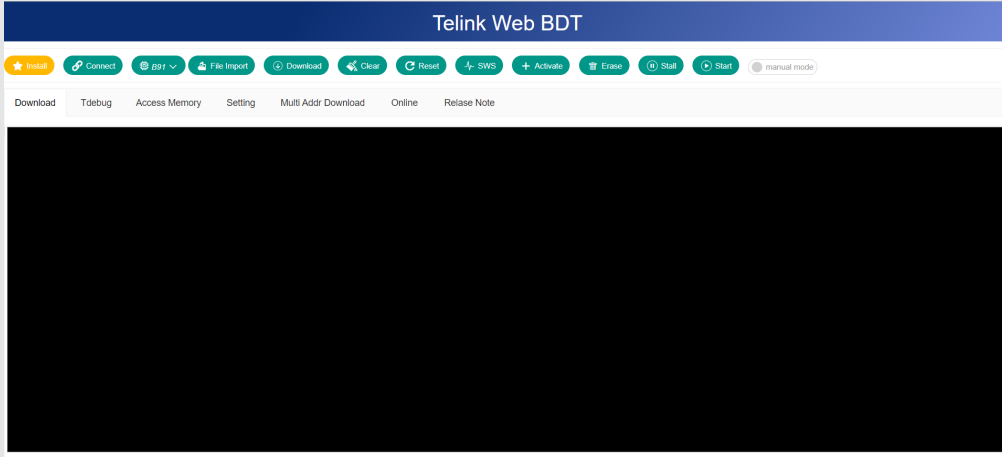 Telink Web BDT
Install Connect B91 File Import Download Clear Reset SWS Activate Erase Stall Start manual mode
Download Tdebug Access Memory Setting Multi Addr Download Online Relase Note